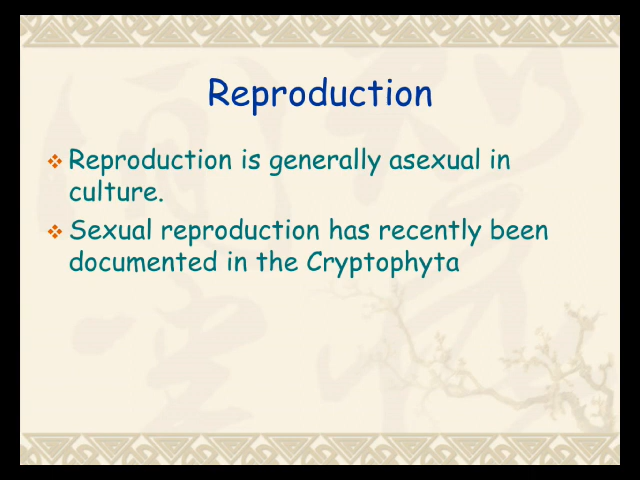 Reproduction
Reproduction is generally asexual in
culture.
Sexual reproduction has recently been
documented in the Cryptophyta